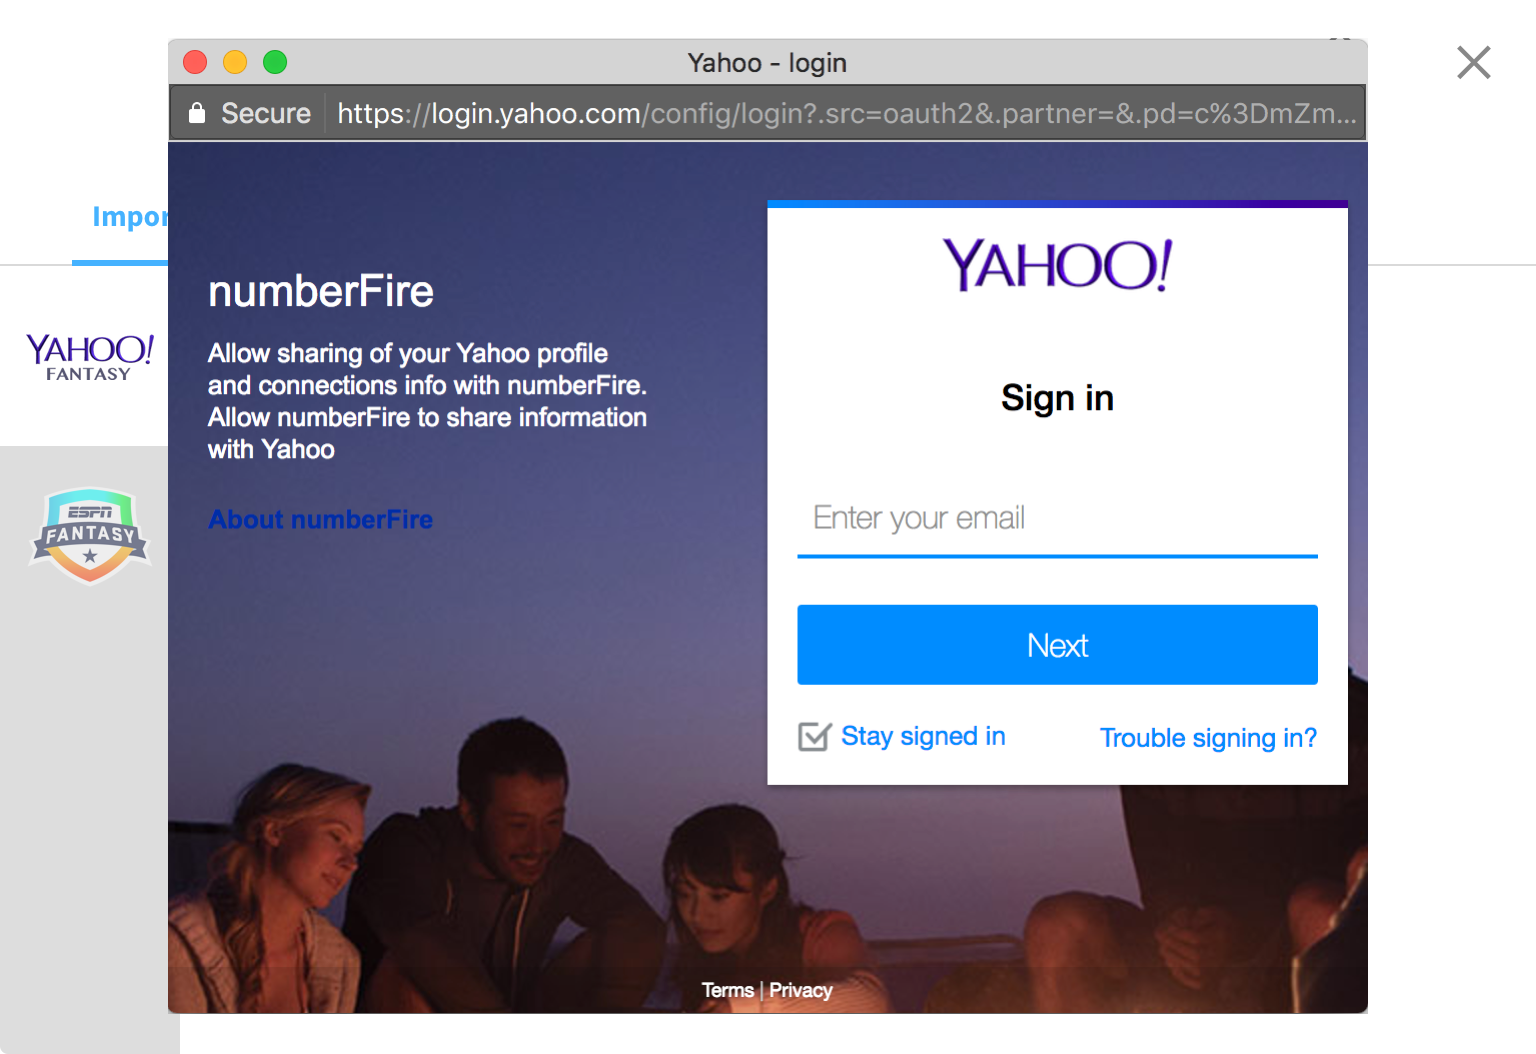 Yahoo - login
Secure
https://login.yahoo.com/config/login?.src=oauth2&.partner=&.pd=c%3DmZm...
Impor
YAHOO!
FANTASY
ESPN
FANTASY
numberFire
Allow sharing of your Yahoo profile
and connections info with numberFire.
Allow numberFire to share information
with Yahoo
About numberFire
YAHOO!
Sign in
Enter your email
Next
Stay signed in
Trouble signing in?
Terms | Privacy